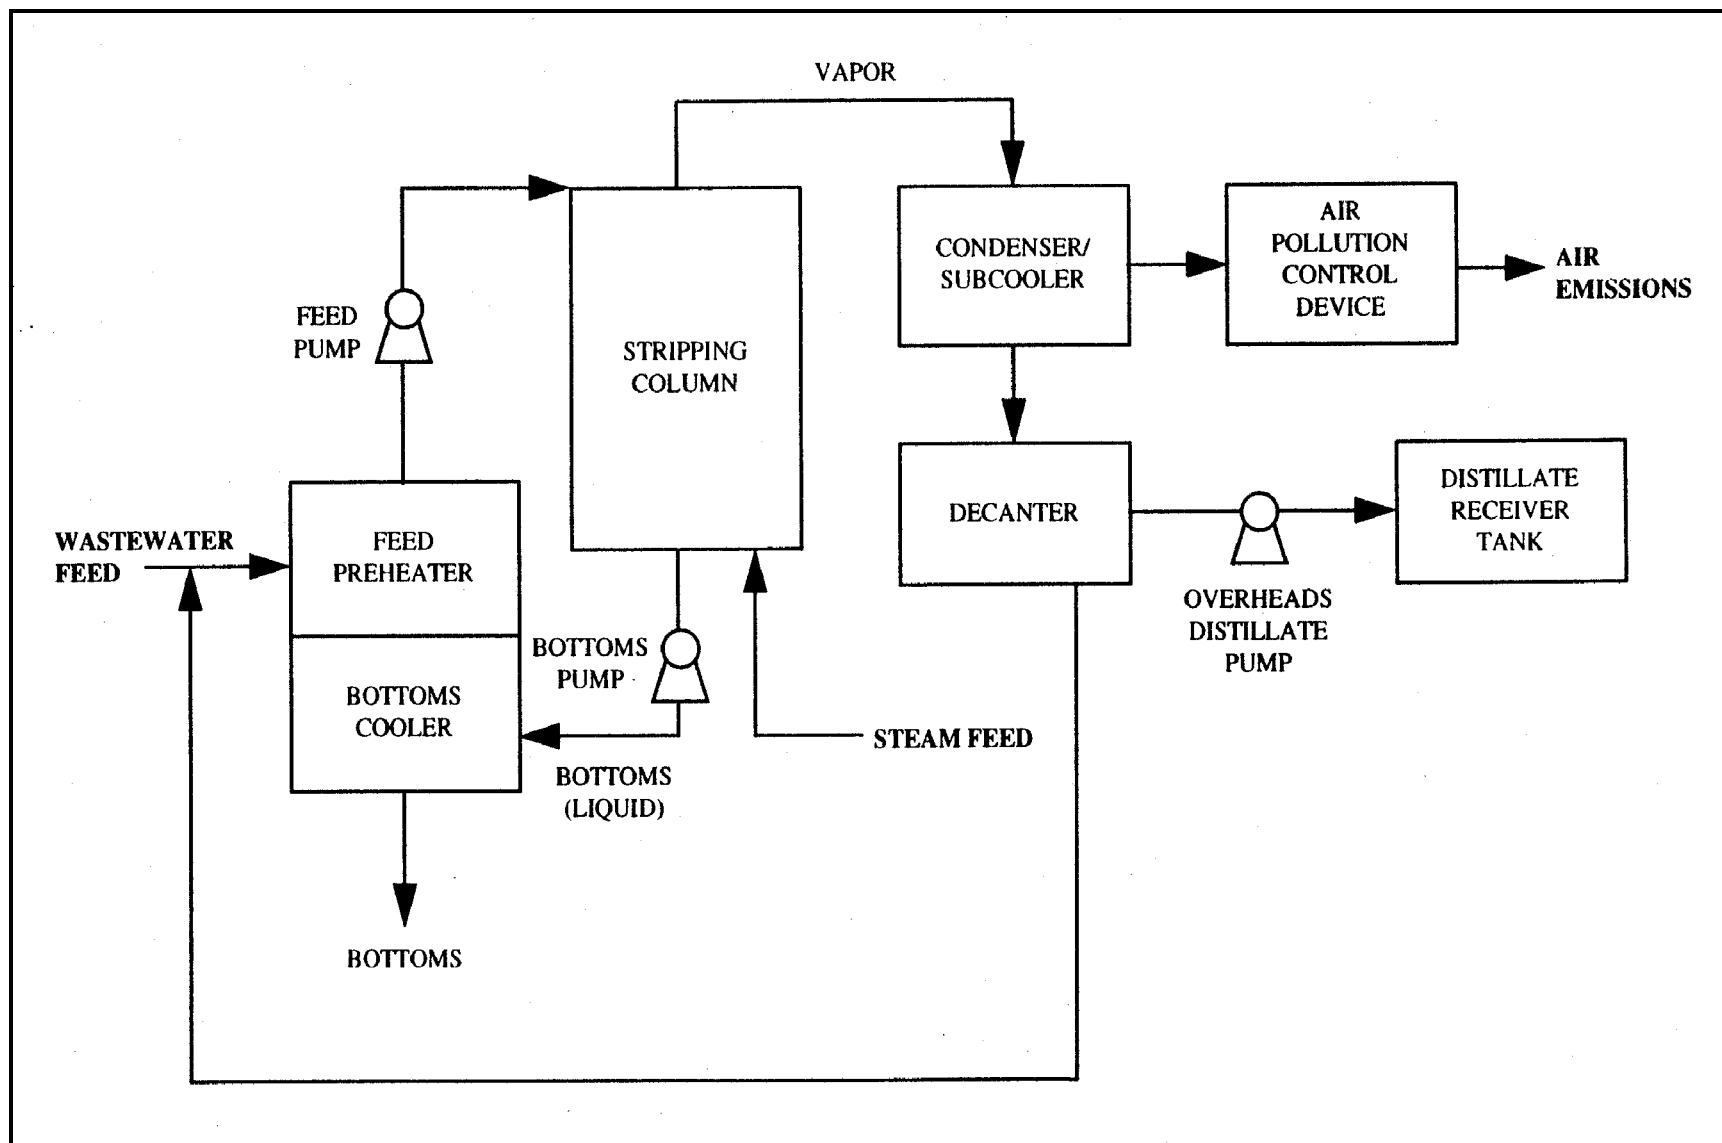 VAPOR
CONDENSER/
SUBCOOLER
AIR
POLLUTION
CONTROL
DEVICE
AIR
EMISSIONS
FEED
PUMP
STRIPPING
COLUMN
DECANTER
DISTILLATE
RECEIVER
TANK
WASTEWATER
FEED
FEED
PREHEATER
OVERHEADS
DISTILLATE
PUMP
BOTTOMS
PUMP
BOTTOMS
COOLER
STEAM FEED
BOTTOMS
(LIQUID)
BOTTOMS